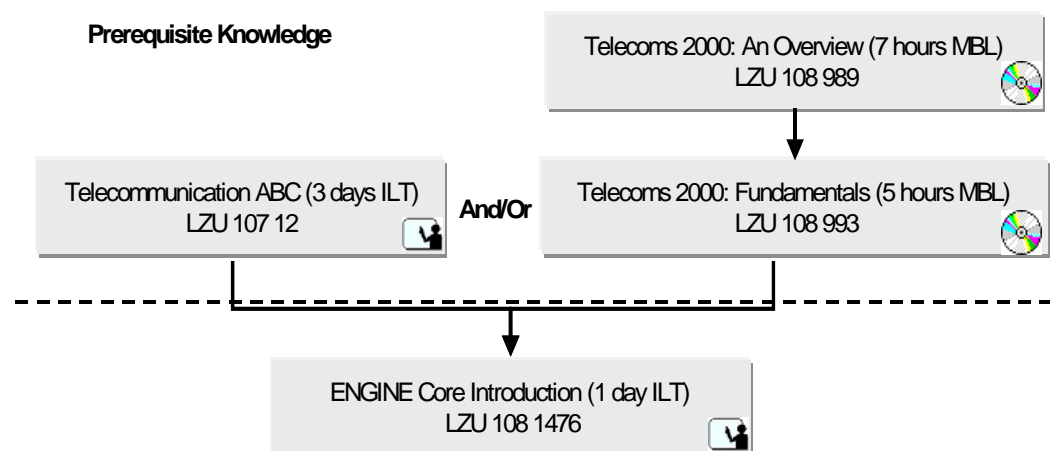 Prerequisite Knowledge
Telecoms 2000: An Overview (7 hours MBL)
LZU 108 989
Telecommunication ABC (3 days ILT)
LZU 107 12
And/Or
Telecoms 2000: Fundamentals (5 hours MBL)
LZU 108 993
ENGINE Core Introduction (1 day ILT)
LZU 108 1476